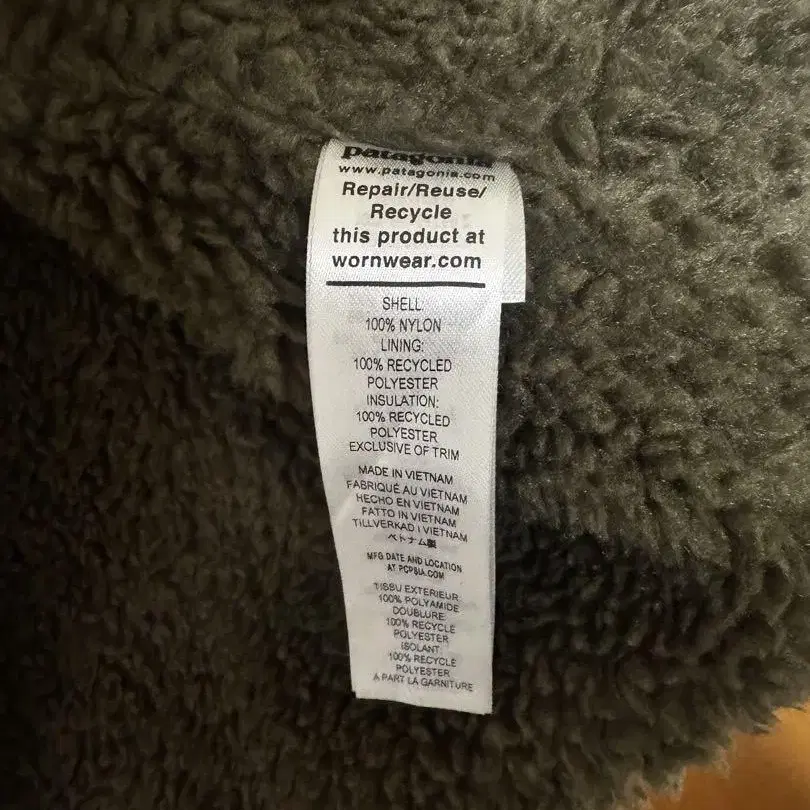 patagonia
www.patagonia.com
Repair/Reuse/
Recycle
this product at
wornwear.com
SHELL:
100% NYLON
LINING:
100% RECYCLED
POLYESTER
INSULATION:
100% RECYCLED
POLYESTER
EXCLUSIVE OF TRIM
MADE IN VIETNAM
FABRIQUÉ AU VIETNAM
HECHO EN VIETNAM
FATTO IN VIETNAM
TILLVERKAD I VIETNAM
ベトナム製
MFG DATE AND LOCATION
AT PCPSIA.COM
TISSU EXTERIEUR:
100% POLYAMIDE
DOUBLURE:
100% RECYCLE
POLYESTER
ISOLANT:
100% RECYCLE
POLYESTER
A PART LA GARNITURE